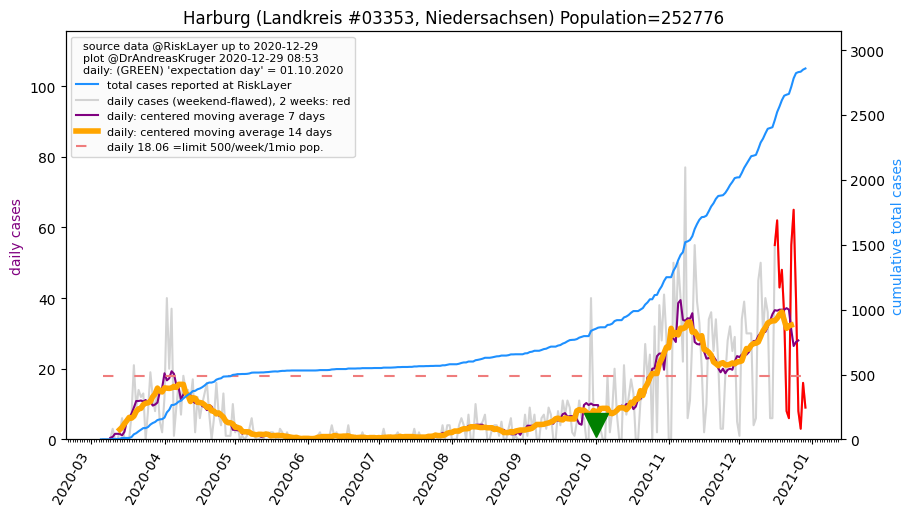 Harburg (Landkreis #03353, Niedersachsen) Population=252776
source data @RiskLayer up to 2020-12-29
plot @DrAndreasKruger 2020-12-29 08:53
daily: (GREEN) 'expectation day' = 01.10.2020
total cases reported at RiskLayer
daily cases (weekend-flawed), 2 weeks: red
daily: centered moving average 7 days
daily: centered moving average 14 days
daily 18.06 =limit 500/week/1mio pop.
daily cases
100
80
60
40
20
0
cumulative total cases
3000
2500
2000
1500
1000
500
0
2020-03
2020-04
2020-05
2020-06
2020-07
2020-08
2020-09
2020-10
2020-11
2020-12
2021-01